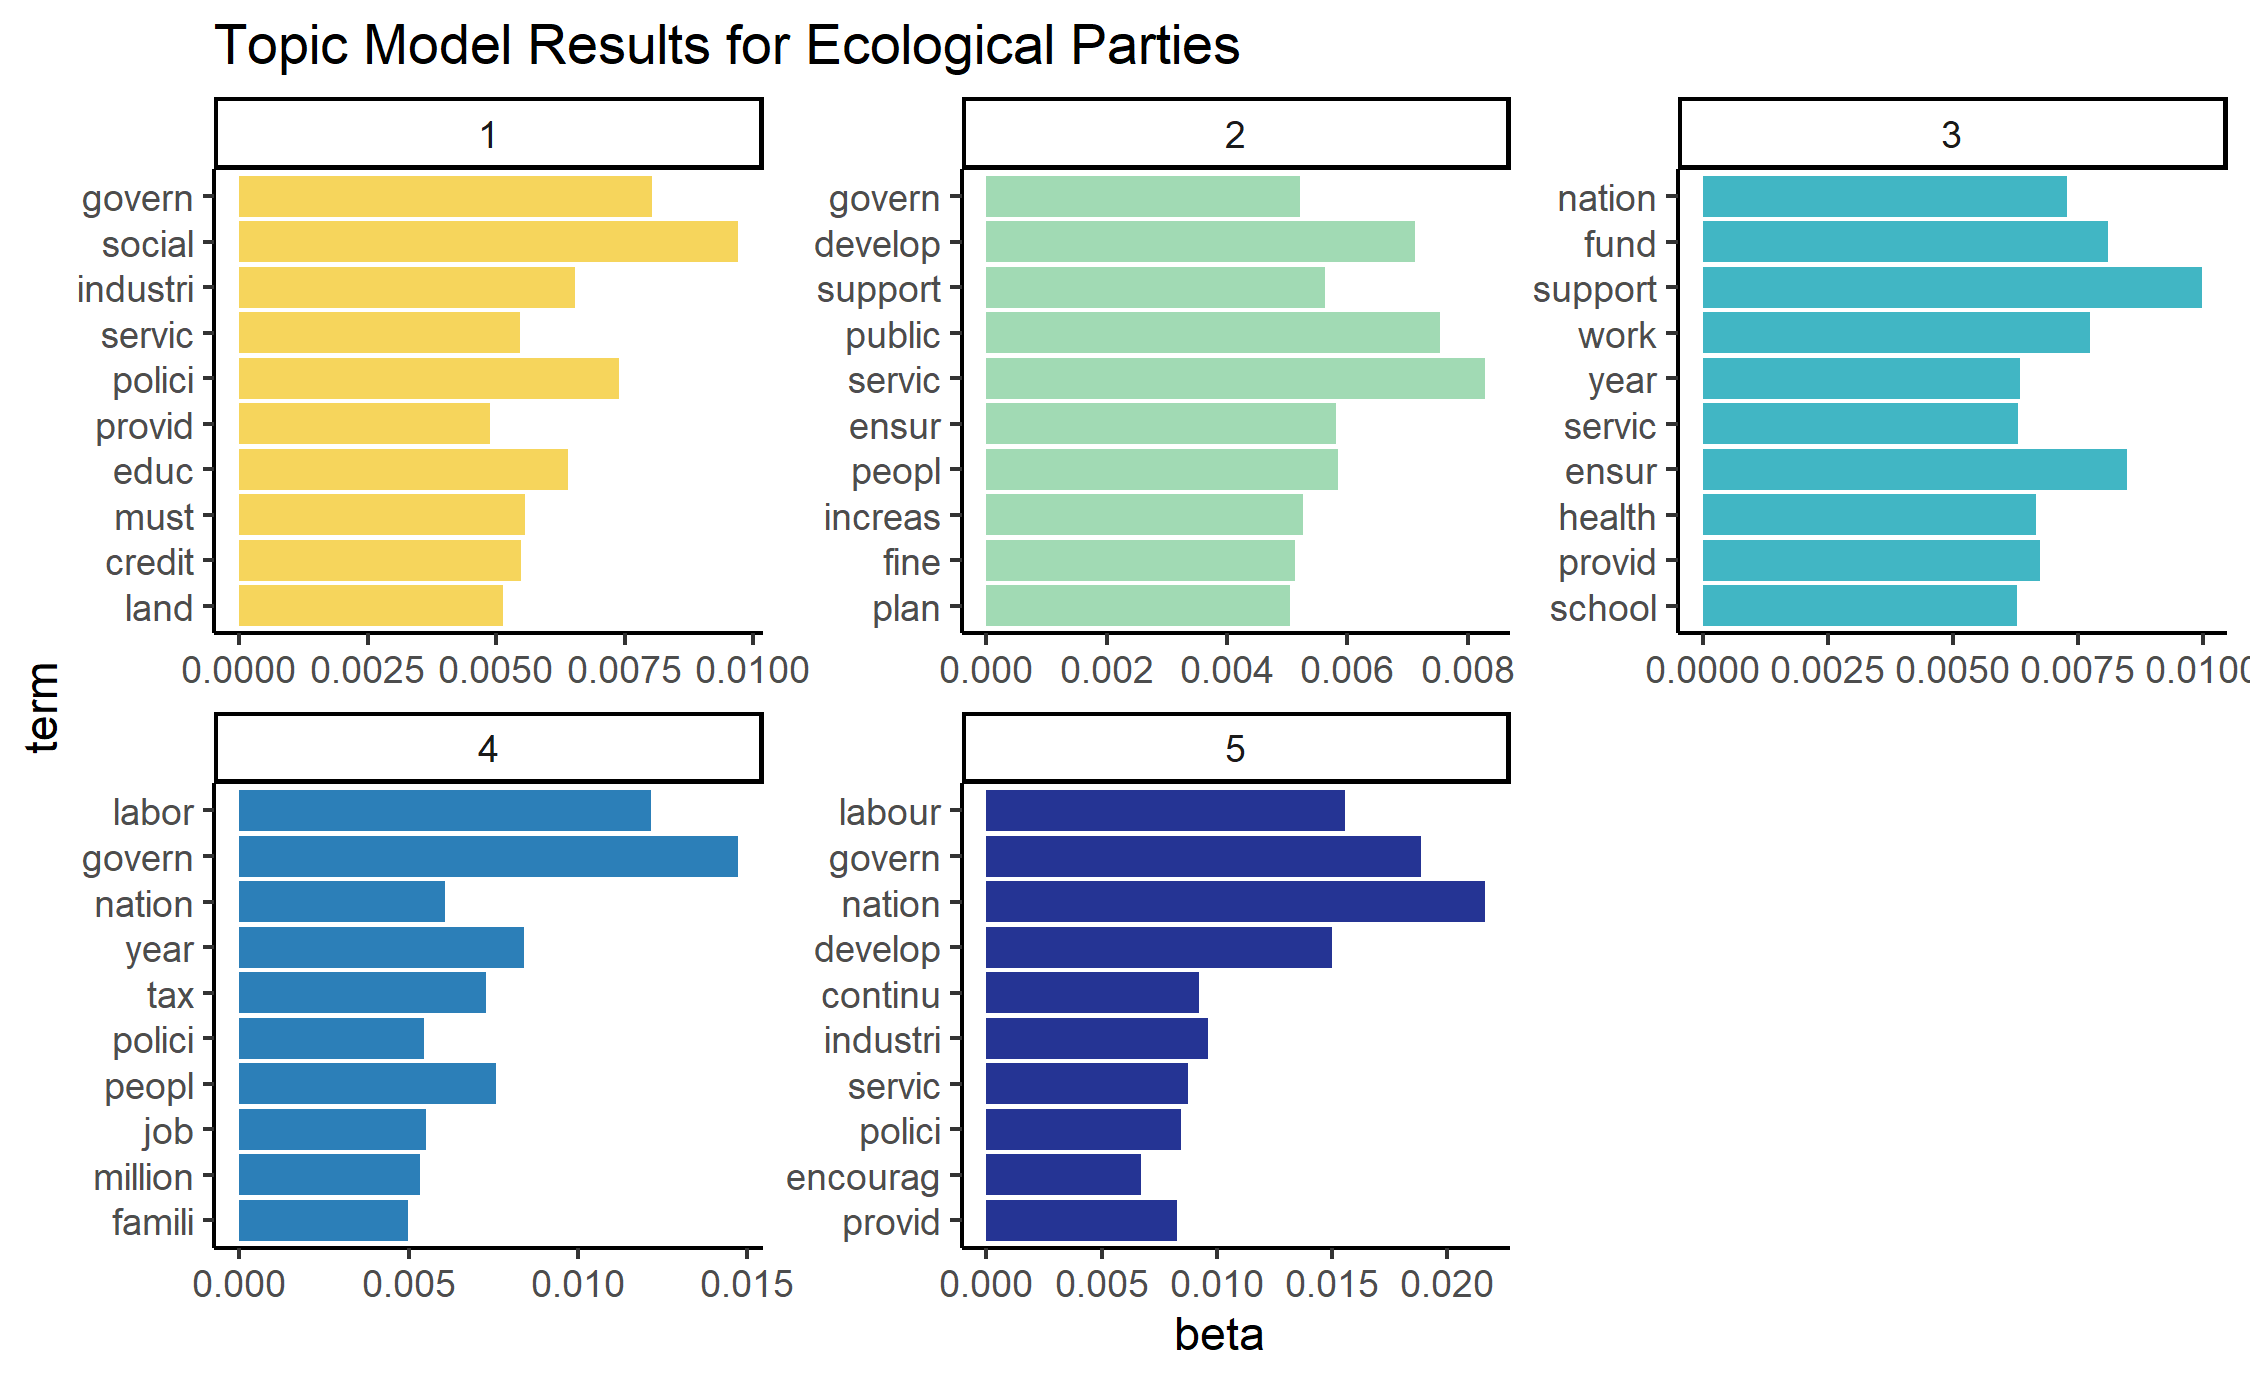 Topic Model Results for Ecological Parties
1
govern
social
industri
servic
polici
provid
educ
must
credit
land
0.0000 0.0025 0.0050 0.0075 0.0100
2
govern
develop
support
public
servic
ensur
peopl
increas
fine
plan
0.000 0.002 0.004 0.006 0.008
3
nation
fund
support
work
year
servic
ensur
health
provid
school
0.0000 0.0025 0.0050 0.0075 0.0100
term
4
labor
govern
nation
year
tax
polici
peopl
job
million
famili
0.000 0.005 0.010 0.015
5
labour
govern
nation
develop
continu
industri
servic
polici
encourag
provid
0.000 0.005 0.010 0.015 0.020
beta